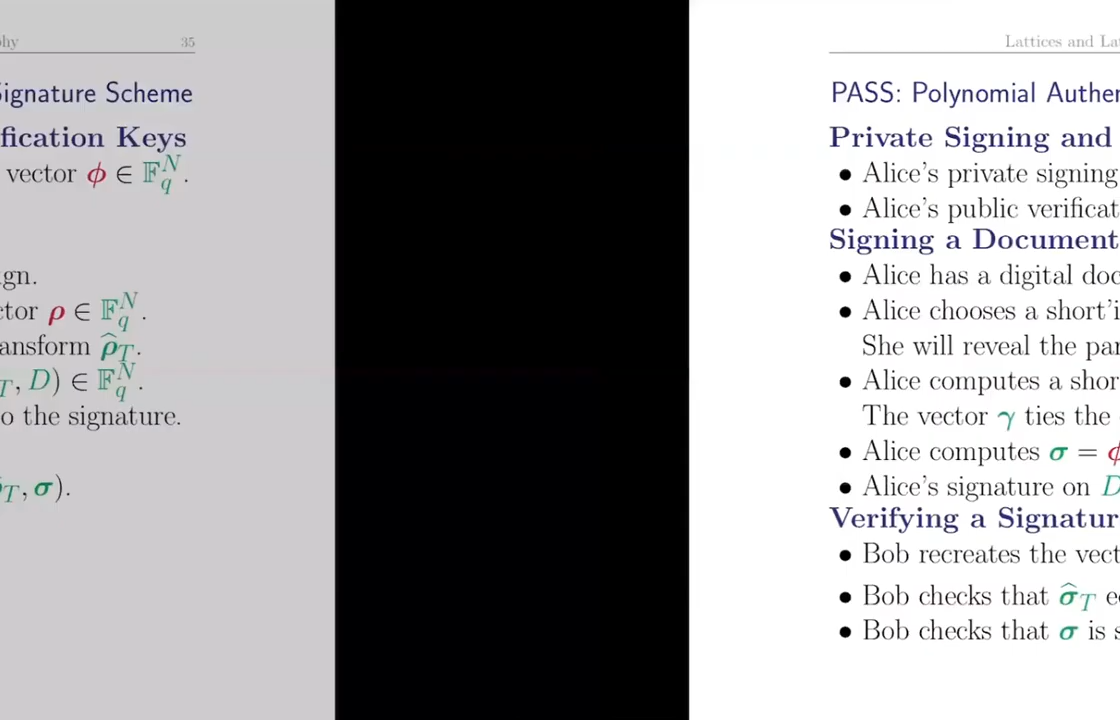 phy 35
Signature Scheme
fication Keys
vector ϕ ∈ 𝔽_q^N.
gn.
ctor ρ ∈ 𝔽_q^N.
ansform ρ̂_T.
T, D) ∈ 𝔽_q^N.
o the signature.
T, σ).
Lattices and Lat
PASS: Polynomial Authen
Private Signing and
• Alice's private signing
• Alice's public verificat
Signing a Document
• Alice has a digital doc
• Alice chooses a short'i
She will reveal the par
• Alice computes a shor
The vector γ ties the
• Alice computes σ = ϕ
• Alice's signature on D
Verifying a Signatur
• Bob recreates the vect
• Bob checks that σ̂_T e
• Bob checks that σ is s